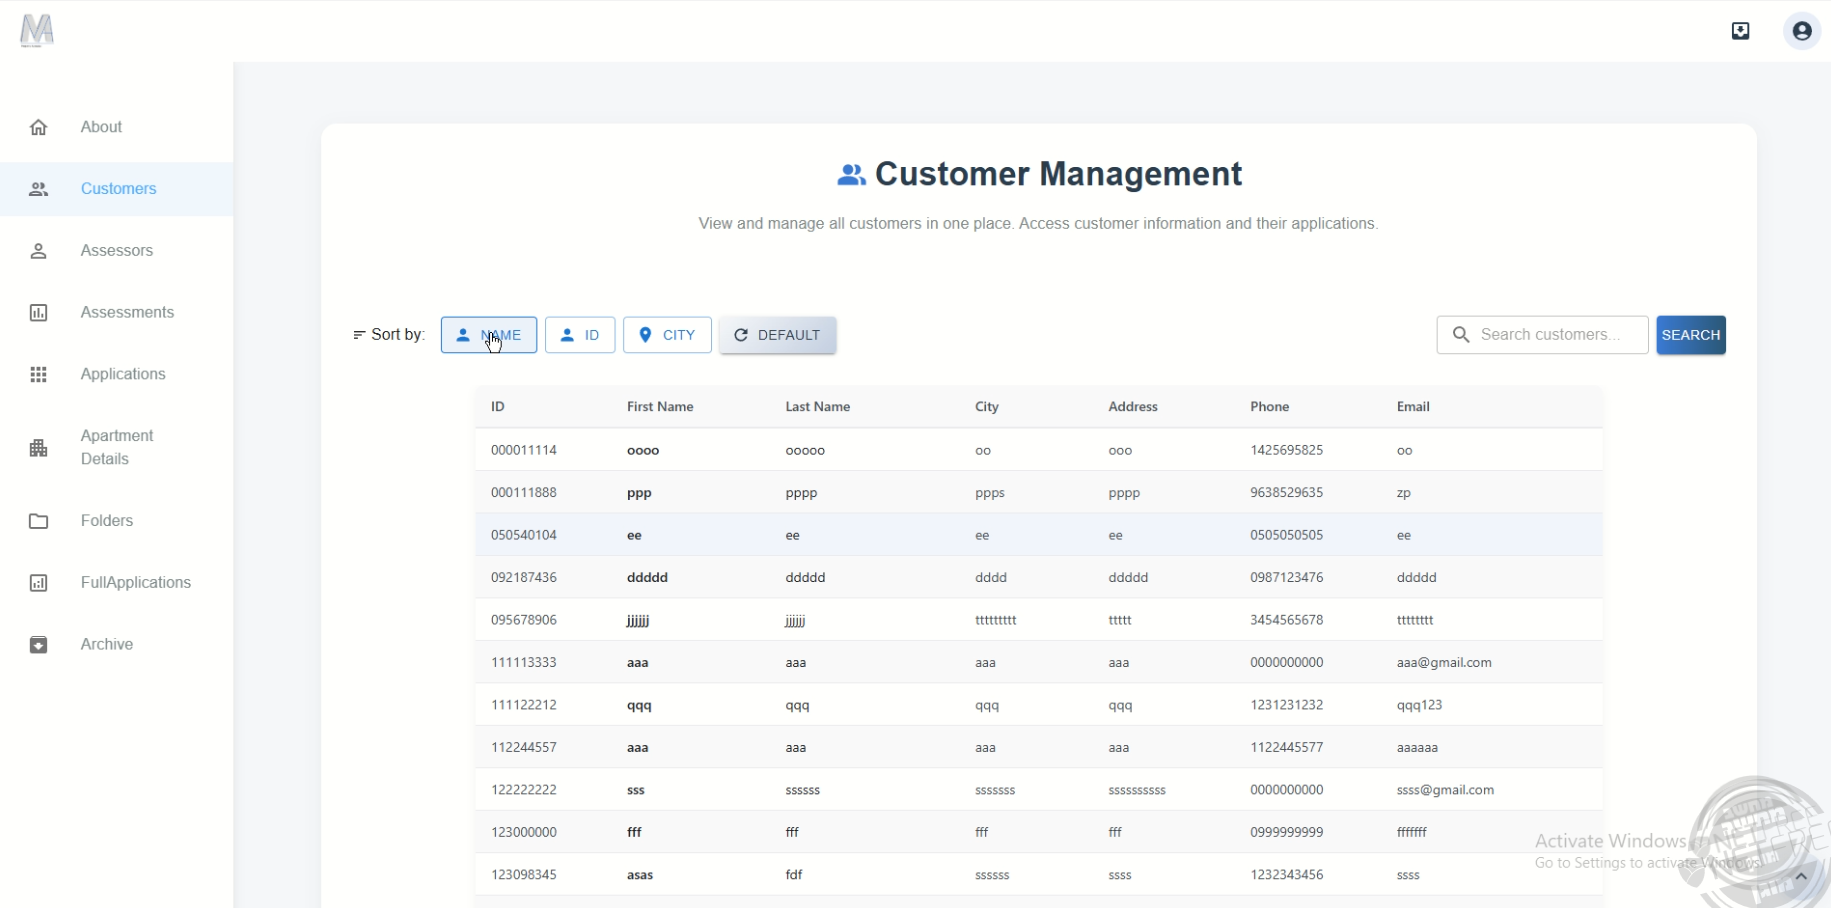 MA
About
Customers
Assessors
Assessments
Applications
Apartment
Details
Folders
FullApplications
Archive
Customer Management
View and manage all customers in one place. Access customer information and their applications.
Sort by: NAME ID CITY DEFAULT Search customers... SEARCH
ID First Name Last Name City Address Phone Email
000011114 oooo ooooo oo ooo 1425695825 oo
000111888 ppp pppp ppps pppp 9638529635 zp
050540104 ee ee ee ee 0505050505 ee
092187436 ddddd ddddd dddd ddddd 0987123476 ddddd
095678906 jjjjjj jjjjjj ttttttttt ttttt 3454565678 tttttttt
111113333 aaa aaa aaa aaa 0000000000 aaa@gmail.com
111122212 qqq qqq qqq qqq 1231231232 qqq123
112244557 aaa aaa aaa aaa 1122445577 aaaaaa
122222222 sss ssssss sssssss ssssssssss 0000000000 ssss@gmail.com
123000000 fff fff fff fff 0999999999 fffffff
123098345 asas fdf ssssss ssss 1232343456 ssss
Activate Windows
Go to Settings to activate Windows.